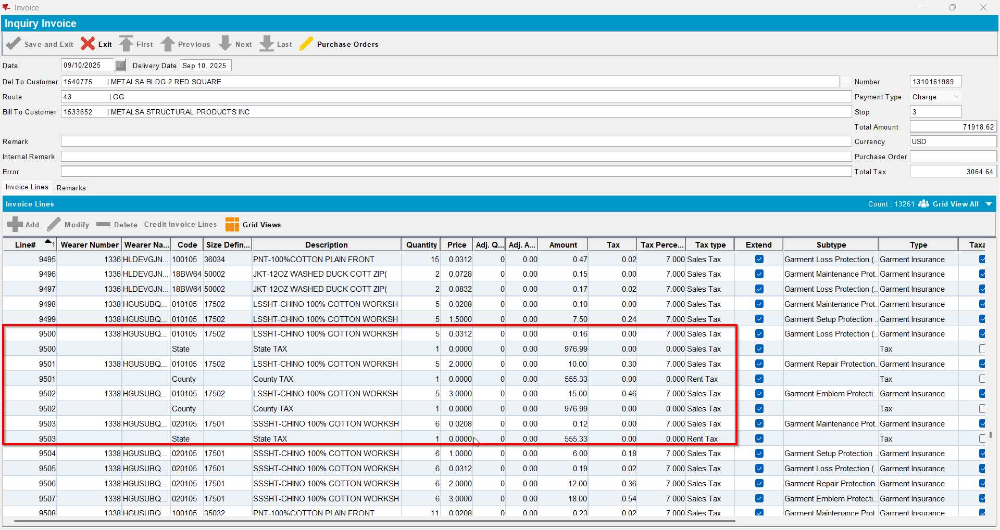 Invoice
Inquiry Invoice
Save and Exit Exit First Previous Next Last Purchase Orders
Date 09/10/2025 Delivery Date Sep 10, 2025
Del To Customer 1540775 | METALSA BLDG 2 RED SQUARE ... Number 1310161989
Route 43 | GG Payment Type Charge
Bill To Customer 1533652 | METALSA STRUCTURAL PRODUCTS INC Stop 3
Total Amount 71918.62
Remark Currency USD
Internal Remark Purchase Order
Error Total Tax 3064.64
Invoice Lines Remarks
Invoice Lines Count : 13261 Grid View All
Add Modify Delete Credit Invoice Lines Grid Views
Line# 1 Wearer Number Wearer Na... Code Size Defin... Description Quantity Price Adj. Q... Adj. A... Amount Tax Tax Perce... Tax type Extend Subtype Type Taxa
9495 1336 HLDEVGJN... 100105 36034 PNT-100%COTTON PLAIN FRONT 15 0.0312 0 0.00 0.47 0.02 7.000 Sales Tax Garment Loss Protection (... Garment Insurance
9496 1336 HLDEVGJN... 18BW64 50002 JKT-12OZ WASHED DUCK COTT ZIP( 2 0.0728 0 0.00 0.15 0.00 7.000 Sales Tax Garment Maintenance Prot... Garment Insurance
9497 1336 HLDEVGJN... 18BW64 50002 JKT-12OZ WASHED DUCK COTT ZIP( 2 0.0832 0 0.00 0.17 0.02 7.000 Sales Tax Garment Loss Protection (... Garment Insurance
9498 1338 HGUSUBQ... 010105 17502 LSSHT-CHINO 100% COTTON WORKSH 5 0.0208 0 0.00 0.10 0.00 7.000 Sales Tax Garment Maintenance Prot... Garment Insurance
9499 1338 HGUSUBQ... 010105 17502 LSSHT-CHINO 100% COTTON WORKSH 5 1.5000 0 0.00 7.50 0.24 7.000 Sales Tax Garment Setup Protection ... Garment Insurance
9500 1338 HGUSUBQ... 010105 17502 LSSHT-CHINO 100% COTTON WORKSH 5 0.0312 0 0.00 0.16 0.00 7.000 Sales Tax Garment Loss Protection (... Garment Insurance
9500 State State TAX 1 0.0000 0 0.00 976.99 0.00 0.000 Sales Tax Tax
9501 1338 HGUSUBQ... 010105 17502 LSSHT-CHINO 100% COTTON WORKSH 5 2.0000 0 0.00 10.00 0.30 7.000 Sales Tax Garment Repair Protection... Garment Insurance
9501 County County TAX 1 0.0000 0 0.00 555.33 0.00 0.000 Rent Tax Tax
9502 1338 HGUSUBQ... 010105 17502 LSSHT-CHINO 100% COTTON WORKSH 5 3.0000 0 0.00 15.00 0.46 7.000 Sales Tax Garment Emblem Protecti... Garment Insurance
9502 County County TAX 1 0.0000 0 0.00 976.99 0.00 0.000 Sales Tax Tax
9503 1338 HGUSUBQ... 020105 17501 SSSHT-CHINO 100% COTTON WORKSH 6 0.0208 0 0.00 0.12 0.00 7.000 Sales Tax Garment Maintenance Prot... Garment Insurance
9503 State State TAX 1 0.0000 0 0.00 555.33 0.00 0.000 Rent Tax Tax
9504 1338 HGUSUBQ... 020105 17501 SSSHT-CHINO 100% COTTON WORKSH 6 1.0000 0 0.00 6.00 0.18 7.000 Sales Tax Garment Setup Protection ... Garment Insurance
9505 1338 HGUSUBQ... 020105 17501 SSSHT-CHINO 100% COTTON WORKSH 6 0.0312 0 0.00 0.19 0.02 7.000 Sales Tax Garment Loss Protection (... Garment Insurance
9506 1338 HGUSUBQ... 020105 17501 SSSHT-CHINO 100% COTTON WORKSH 6 2.0000 0 0.00 12.00 0.36 7.000 Sales Tax Garment Repair Protection... Garment Insurance
9507 1338 HGUSUBQ... 020105 17501 SSSHT-CHINO 100% COTTON WORKSH 6 3.0000 0 0.00 18.00 0.54 7.000 Sales Tax Garment Emblem Protecti... Garment Insurance
9508 1338 HGUSUBQ 100105 35032 PNT-100%COTTON PLAIN FRONT 11 0.0208 0 0.00 0.23 0.02 7.000 Sales Tax Garment Maintenance Prot Garment Insurance